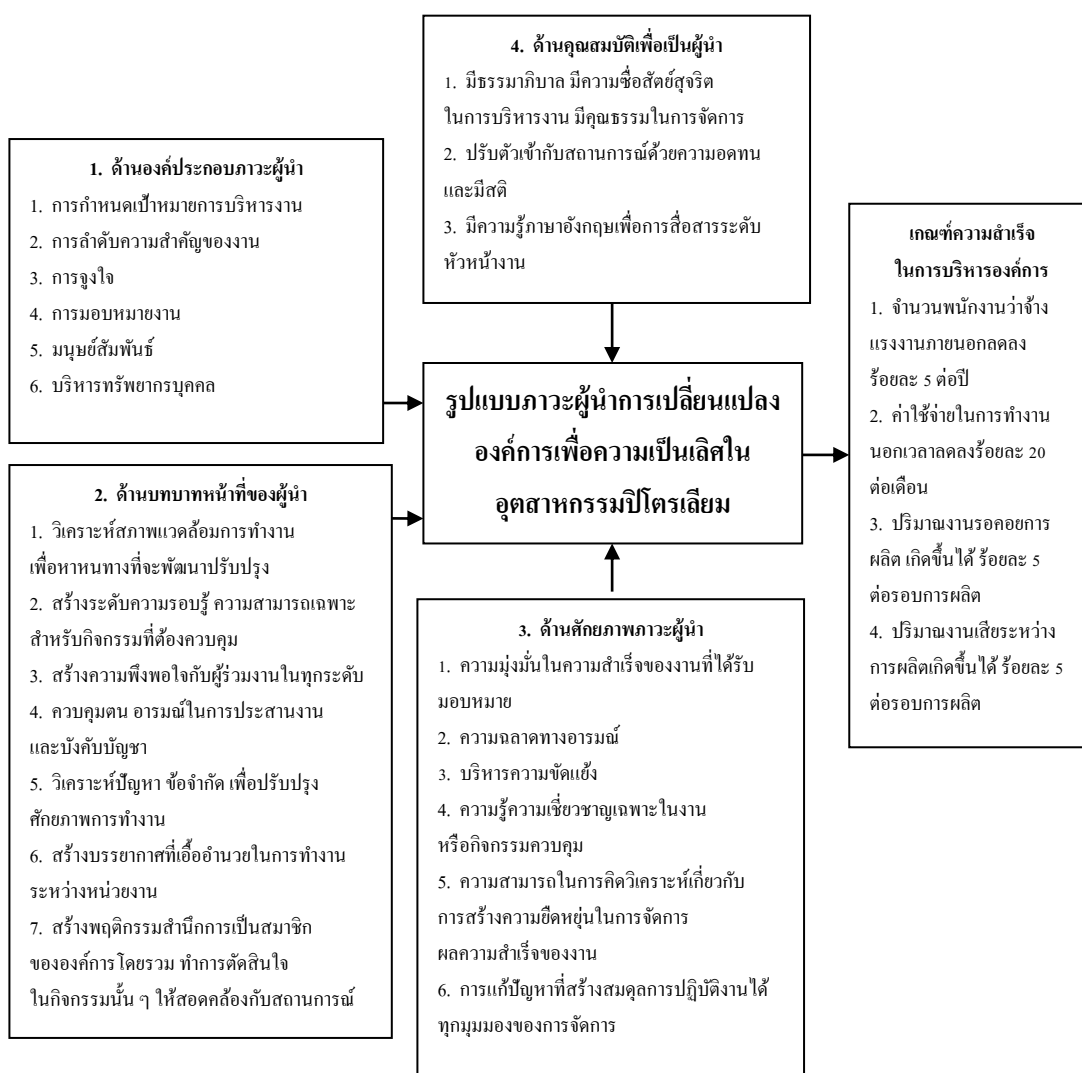 4. ด้านคุณสมบัติเพื่อเป็นผู้นำ
1. มีธรรมาภิบาล มีความซื่อสัตย์สุจริต
ในการบริหารงาน มีคุณธรรมในการจัดการ
2. ปรับตัวเข้ากับสถานการณ์ด้วยความอดทน
และมีสติ
3. มีความรู้ภาษาอังกฤษเพื่อการสื่อสารระดับ
หัวหน้างาน
1. ด้านองค์ประกอบภาวะผู้นำ
1. การกำหนดเป้าหมายการบริหารงาน
2. การลำดับความสำคัญของงาน
3. การจูงใจ
4. การมอบหมายงาน
5. มนุษย์สัมพันธ์
6. บริหารทรัพยากรบุคคล
2. ด้านบทบาทหน้าที่ของผู้นำ
1. วิเคราะห์สภาพแวดล้อมการทำงาน
เพื่อหาหนทางที่จะพัฒนาปรับปรุง
2. สร้างระดับความรอบรู้ ความสามารถเฉพาะ
สำหรับกิจกรรมที่ต้องควบคุม
3. สร้างความพึงพอใจกับผู้ร่วมงานในทุกระดับ
4. ควบคุมตน อารมณ์ในการประสานงาน
และบังคับบัญชา
5. วิเคราะห์ปัญหา ข้อจำกัด เพื่อปรับปรุง
ศักยภาพการทำงาน
6. สร้างบรรยากาศที่เอื้ออำนวยในการทำงาน
ระหว่างหน่วยงาน
7. สร้างพฤติกรรมสำนึกการเป็นสมาชิก
ขององค์การโดยรวม ทำการตัดสินใจ
ในกิจกรรมนั้น ๆ ให้สอดคล้องกับสถานการณ์
รูปแบบภาวะผู้นำการเปลี่ยนแปลง
องค์การเพื่อความเป็นเลิศใน
อุตสาหกรรมปิโตรเลียม
3. ด้านศักยภาพภาวะผู้นำ
1. ความมุ่งมั่นในความสำเร็จของงานที่ได้รับ
มอบหมาย
2. ความฉลาดทางอารมณ์
3. บริหารความขัดแย้ง
4. ความรู้ความเชี่ยวชาญเฉพาะในงาน
หรือกิจกรรมควบคุม
5. ความสามารถในการคิดวิเคราะห์เกี่ยวกับ
การสร้างความยืดหยุ่นในการจัดการ
ผลความสำเร็จของงาน
6. การแก้ปัญหาที่สร้างสมดุลการปฏิบัติงานได้
ทุกมุมมองของการจัดการ
เกณฑ์ความสำเร็จ
ในการบริหารองค์การ
1. จำนวนพนักงานว่าจ้าง
แรงงานภายนอกลดลง
ร้อยละ 5 ต่อปี
2. ค่าใช้จ่ายในการทำงาน
นอกเวลาลดลงร้อยละ 20
ต่อเดือน
3. ปริมาณงานรอคอยการ
ผลิต เกิดขึ้นได้ ร้อยละ 5
ต่อรอบการผลิต
4. ปริมาณงานเสียระหว่าง
การผลิตเกิดขึ้นได้ ร้อยละ 5
ต่อรอบการผลิต